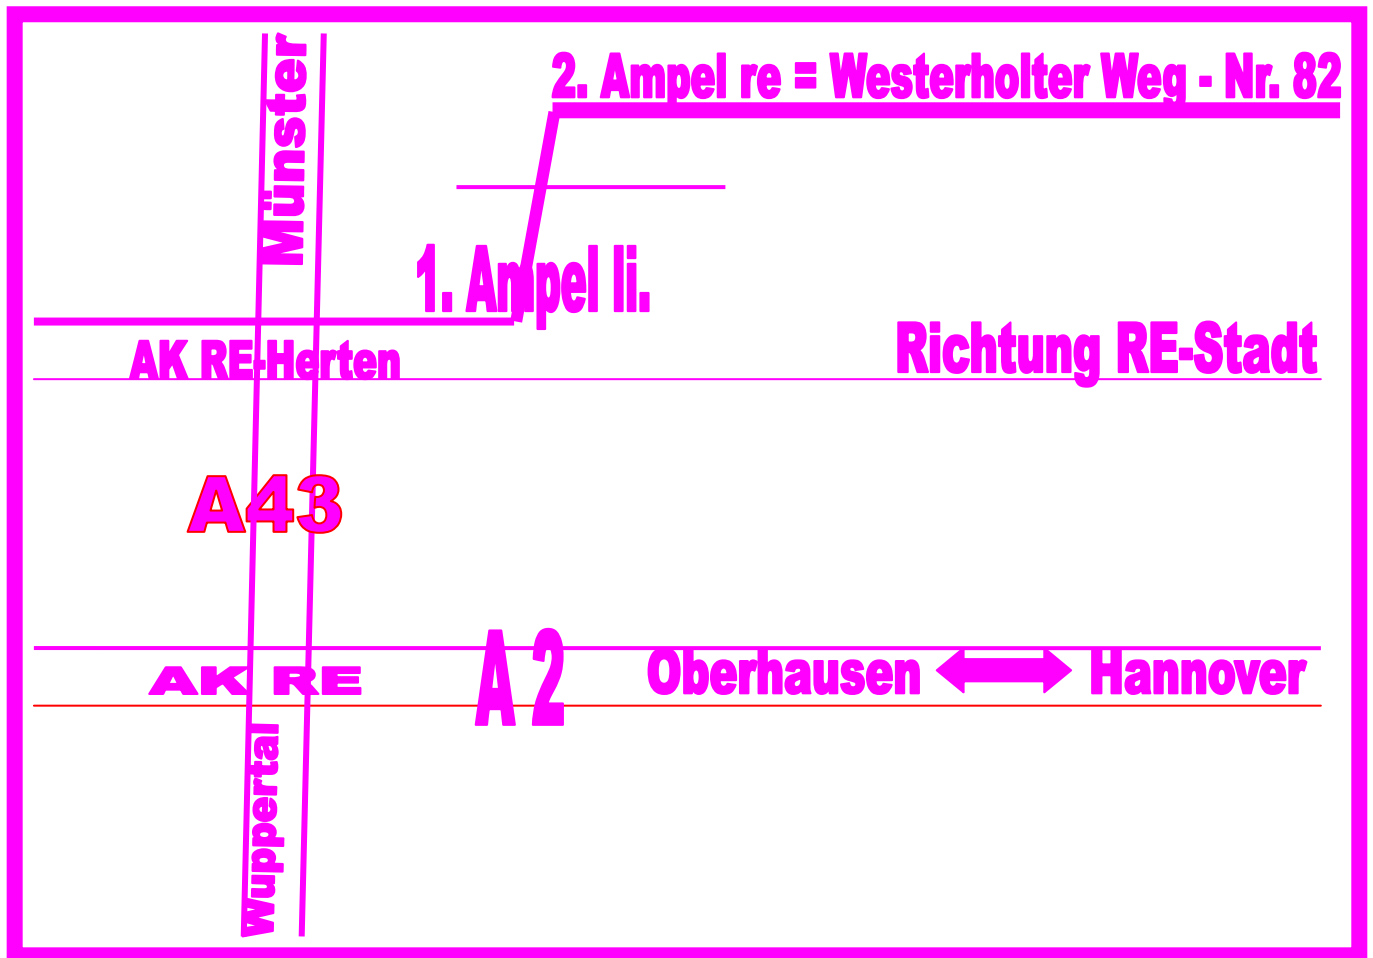 2. Ampel re = Westerholter Weg - Nr. 82
Münster
1. Ampel li.
Richtung RE-Stadt
AK RE-Herten
A43
A 2
Oberhausen Hannover
AK RE
Wuppertal